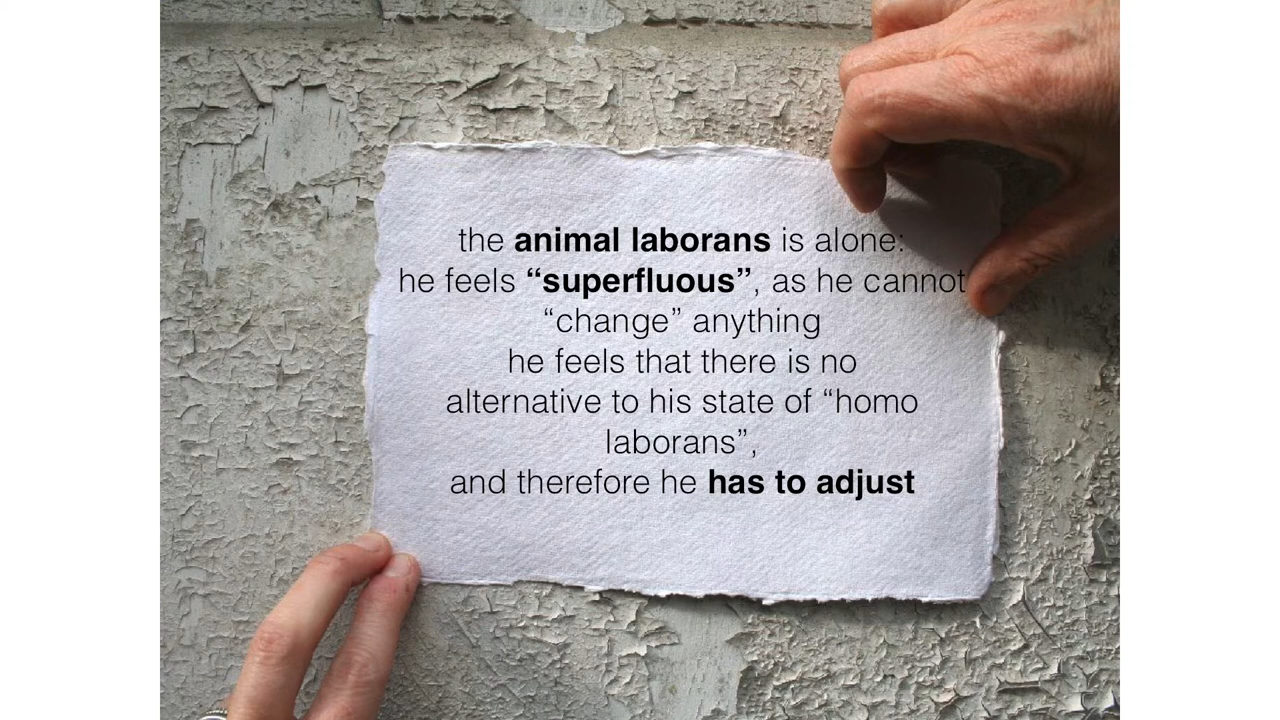 the animal laborans is alone:
he feels “superfluous”, as he cannot
“change” anything
he feels that there is no
alternative to his state of “homo
laborans”,
and therefore he has to adjust